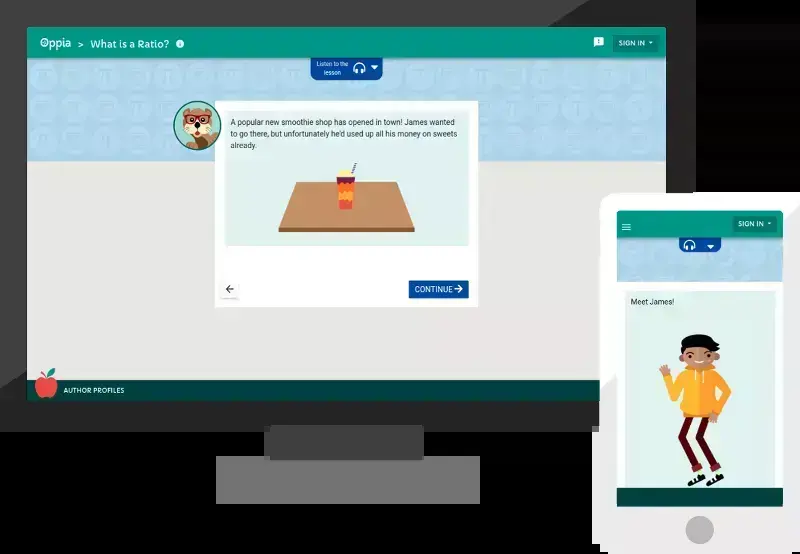 Oppia > What is a Ratio?
SIGN IN
Listen to the
lesson
A popular new smoothie shop has opened in town! James wanted
to go there, but unfortunately he'd used up all his money on sweets
already.
CONTINUE
AUTHOR PROFILES
SIGN IN
Meet James!